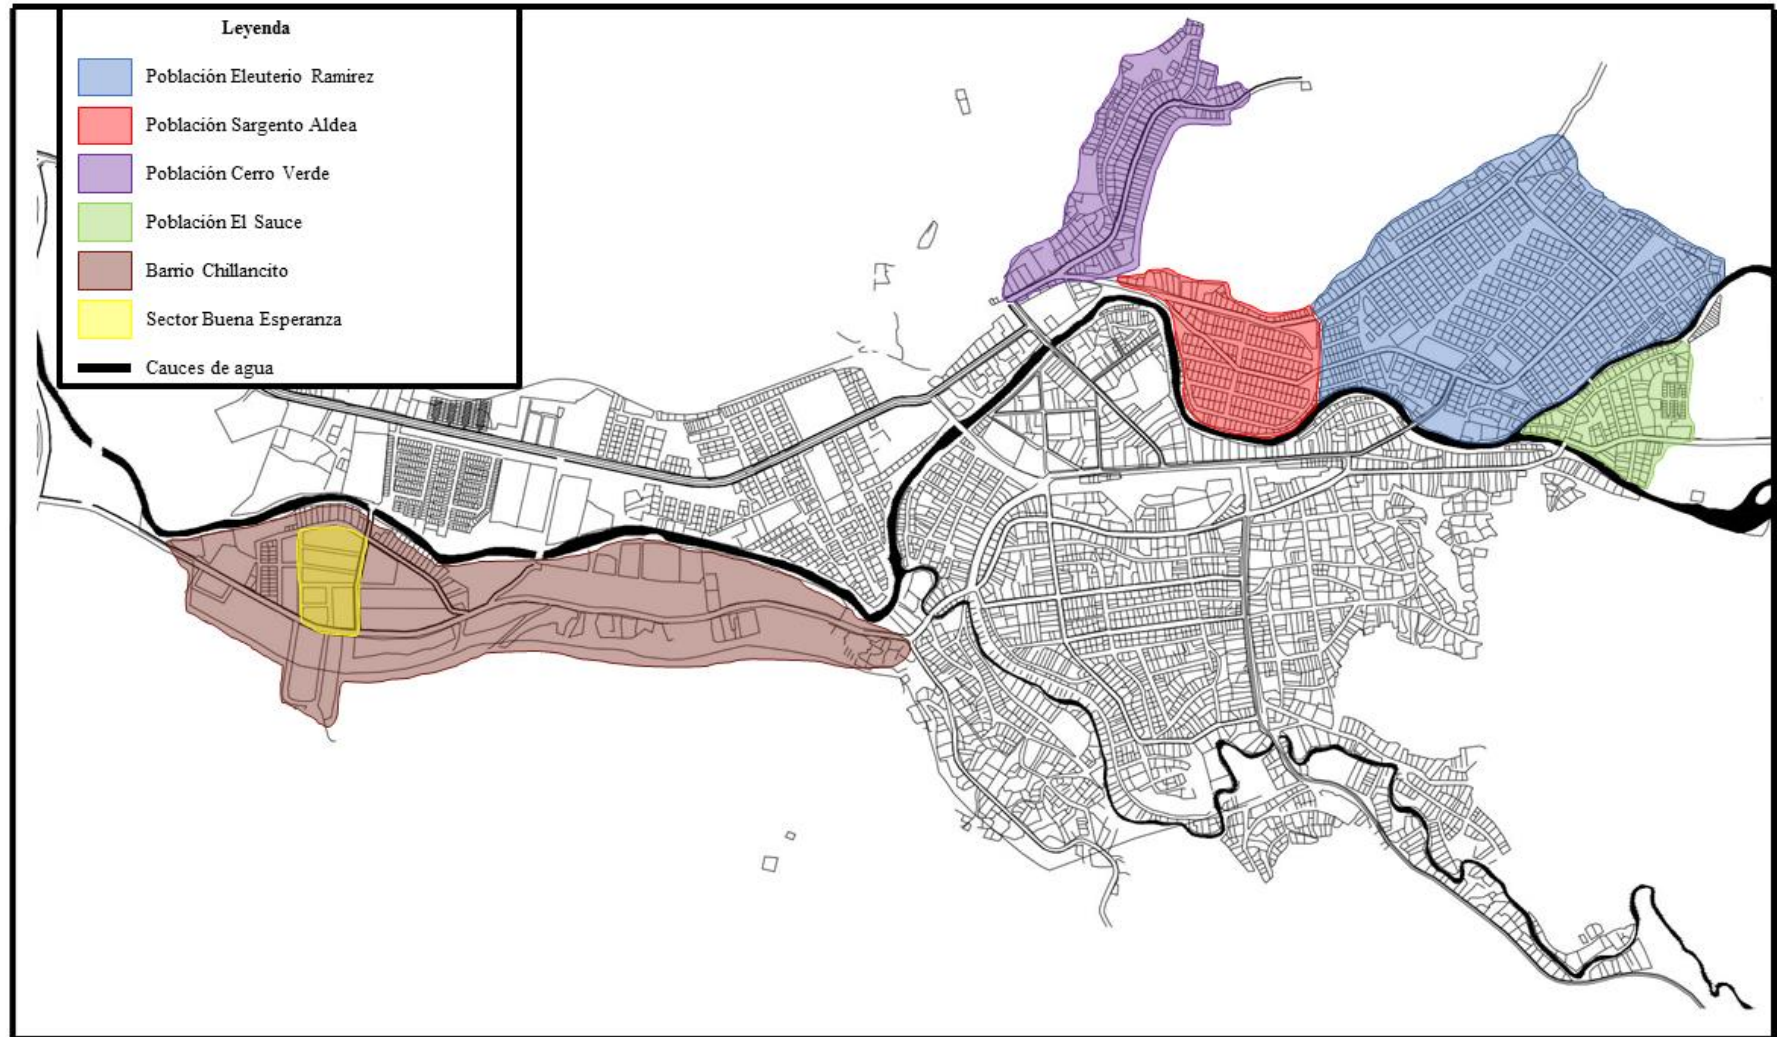 Leyenda
Población Eleuterio Ramirez
Población Sargento Aldea
Población Cerro Verde
Población El Sauce
Barrio Chillancito
Sector Buena Esperanza
Cauces de agua